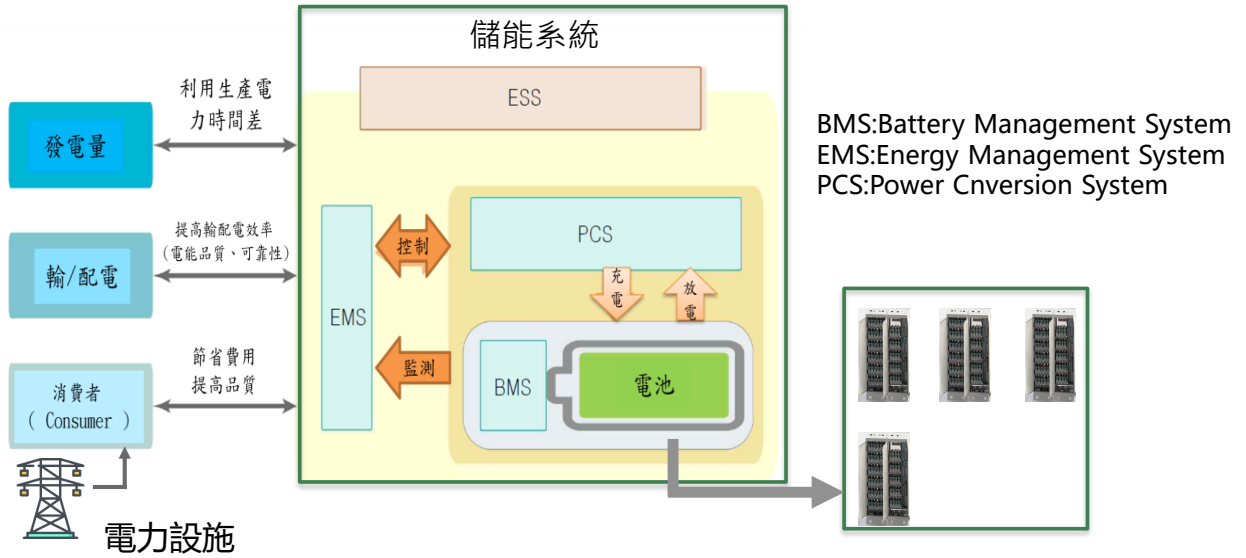 儲能系統
ESS
利用生產電
力時間差
發電量
BMS:Battery Management System
EMS:Energy Management System
PCS:Power Cnversion System
提高輸配電效率
(電能品質、可靠性)
輸/配電
控制
PCS
充
電
放
電
EMS
節省費用
提高品質
監測
BMS
電池
消費者
( Consumer )
電力設施